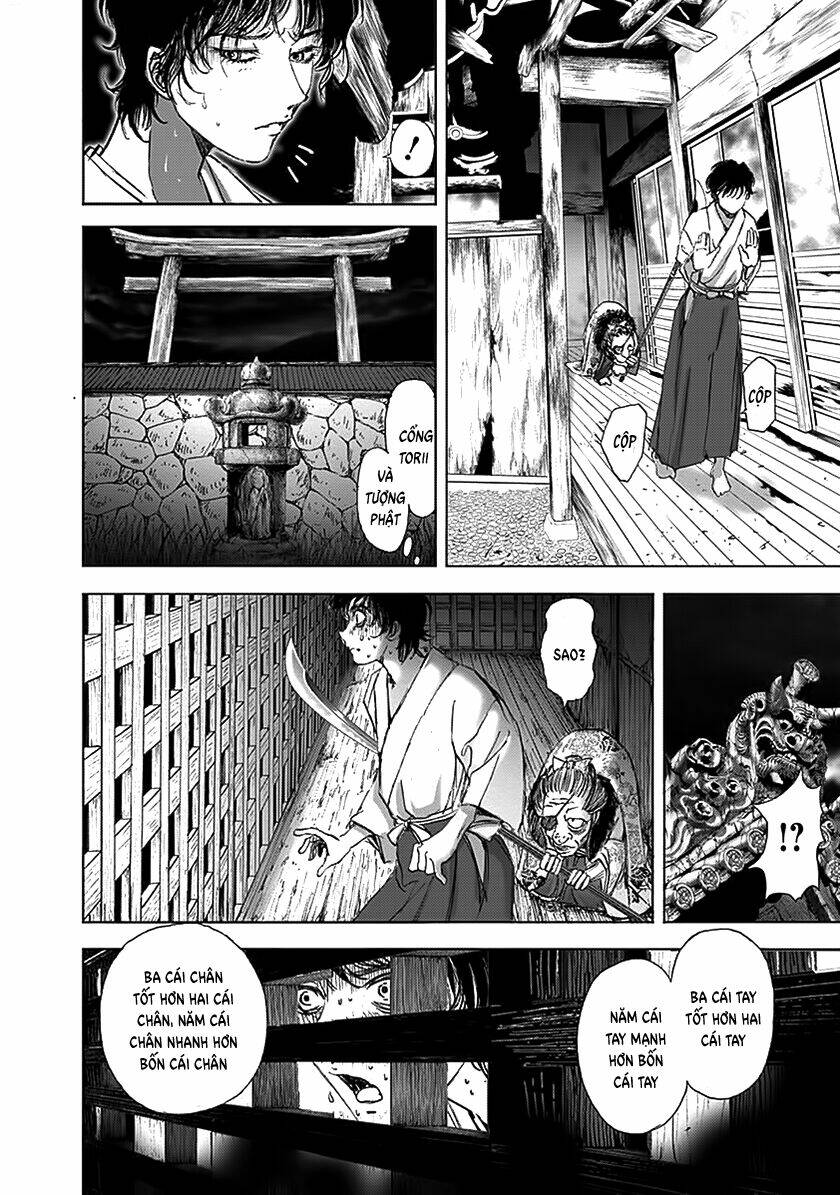 CỘP
CỘP
!
CỔNG
TORII
VÀ
TƯỢNG
PHẬT
!?
SAO?
BA CÁI TAY
TỐT HƠN HAI
CÁI TAY
NĂM CÁI
TAY MẠNH
HƠN BỐN
CÁI TAY
BA CÁI CHÂN
TỐT HƠN HAI CÁI
CHÂN, NĂM CÁI
CHÂN NHANH HƠN
BỐN CÁI CHÂN